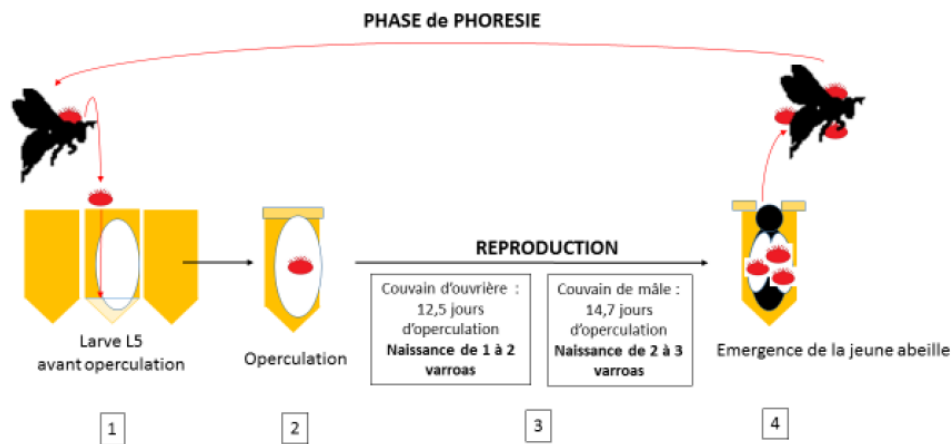 PHASE de PHORESIE
REPRODUCTION
Couvain d'ouvrière :
12,5 jours
d'operculation
Naissance de 1 à 2
varroas
Couvain de mâle :
14,7 jours
d'operculation
Naissance de 2 à 3
varroas
Larve L5
avant operculation
Operculation
Emergence de la jeune abeille
1
2
3
4